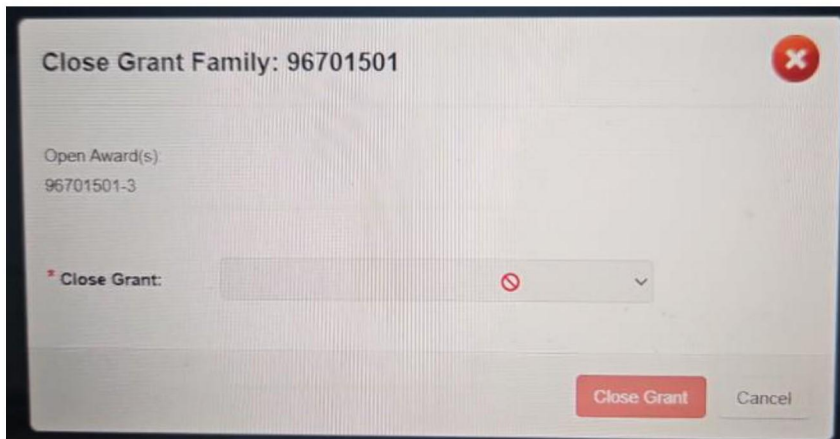 Close Grant Family: 96701501
Open Award(s):
96701501-3
* Close Grant:
Close Grant Cancel